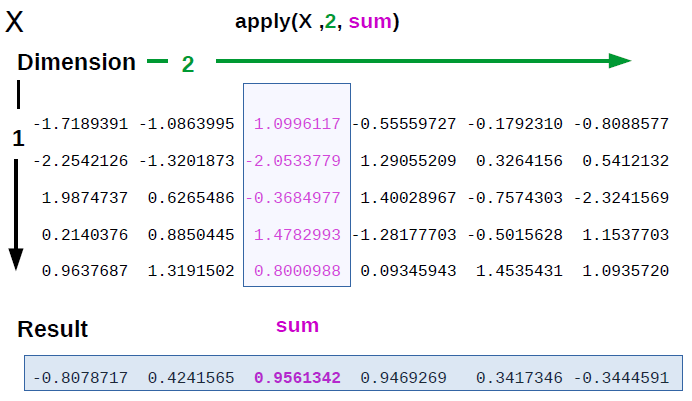 X
apply(X ,2, sum)
Dimension 2
1
-1.7189391 -1.0863995 1.0996117 -0.55559727 -0.1792310 -0.8088577
-2.2542126 -1.3201873 -2.0533779 1.29055209 0.3264156 0.5412132
1.9874737 0.6265486 -0.3684977 1.40028967 -0.7574303 -2.3241569
0.2140376 0.8850445 1.4782993 -1.28177703 -0.5015628 1.1537703
0.9637687 1.3191502 0.8000988 0.09345943 1.4535431 1.0935720
Result sum
-0.8078717 0.4241565 0.9561342 0.9469269 0.3417346 -0.3444591